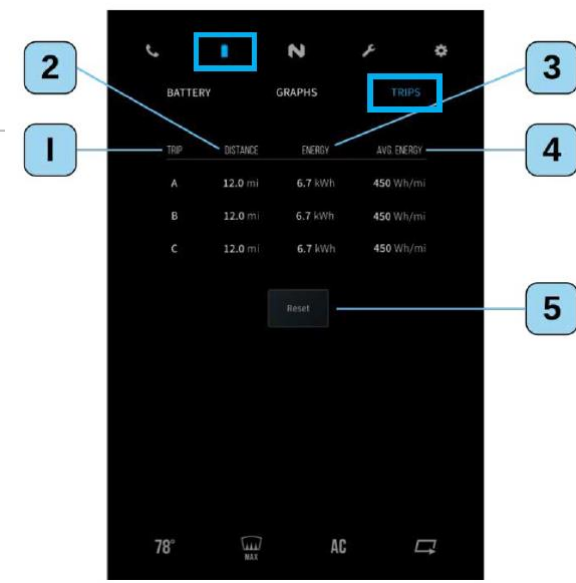 2
3
BATTERY GRAPHS TRIPS
1 TRIP DISTANCE ENERGY AVG. ENERGY 4
A 12.0 mi 6.7 kWh 450 Wh/mi
B 12.0 mi 6.7 kWh 450 Wh/mi
C 12.0 mi 6.7 kWh 450 Wh/mi
Reset 5
78° MAX AC